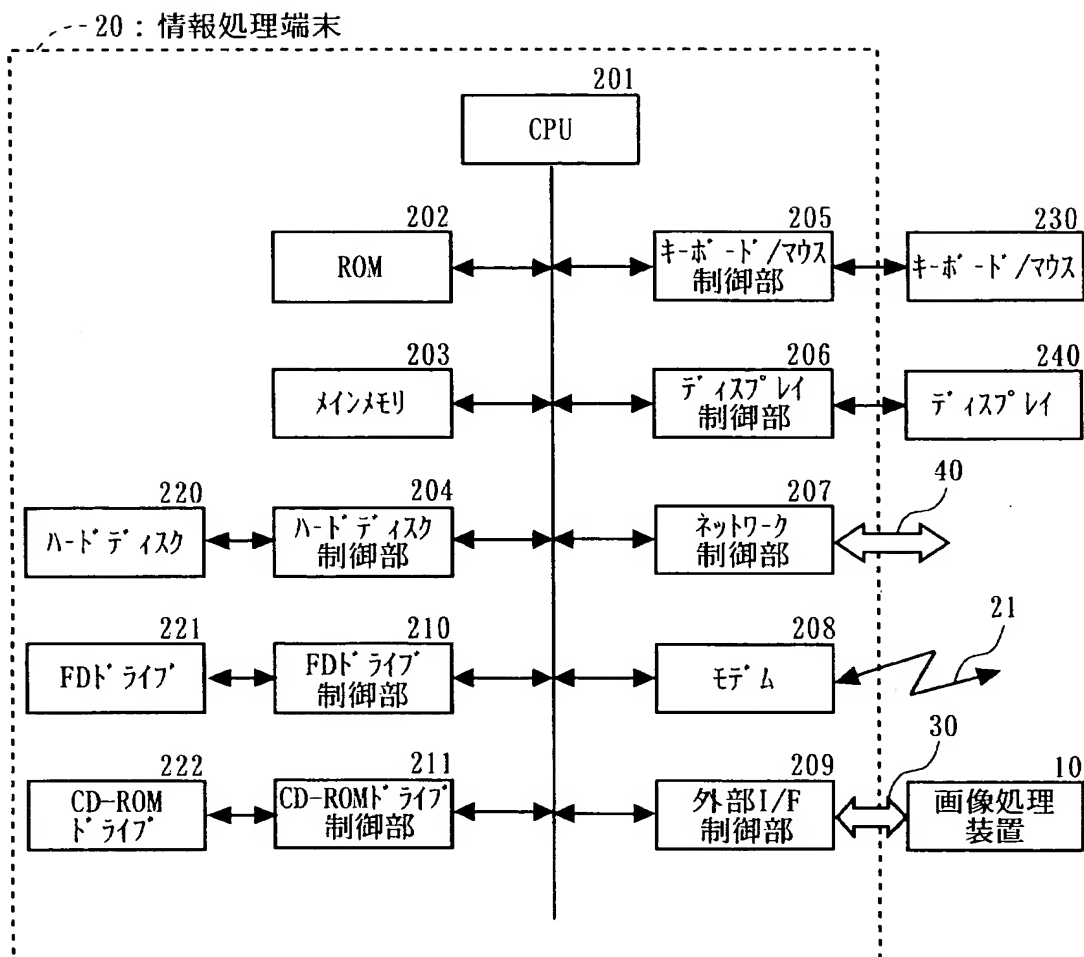 20：情報処理端末
201
CPU
202
ROM
205
ｷｰﾎﾞｰﾄﾞ/ﾏｳｽ
制御部
230
ｷｰﾎﾞｰﾄﾞ/ﾏｳｽ
203
ﾒｲﾝﾒﾓﾘ
206
ﾃﾞｨｽﾌﾟﾚｲ
制御部
240
ﾃﾞｨｽﾌﾟﾚｲ
220
ﾊｰﾄﾞﾃﾞｨｽｸ
204
ﾊｰﾄﾞﾃﾞｨｽｸ
制御部
207
ﾈｯﾄﾜｰｸ
制御部
40
221
FDﾄﾞﾗｲﾌﾞ
210
FDﾄﾞﾗｲﾌﾞ
制御部
208
ﾓﾃﾞﾑ
21
222
CD-ROM
ﾄﾞﾗｲﾌﾞ
211
CD-ROMﾄﾞﾗｲﾌﾞ
制御部
209
外部I/F
制御部
30
10
画像処理
装置